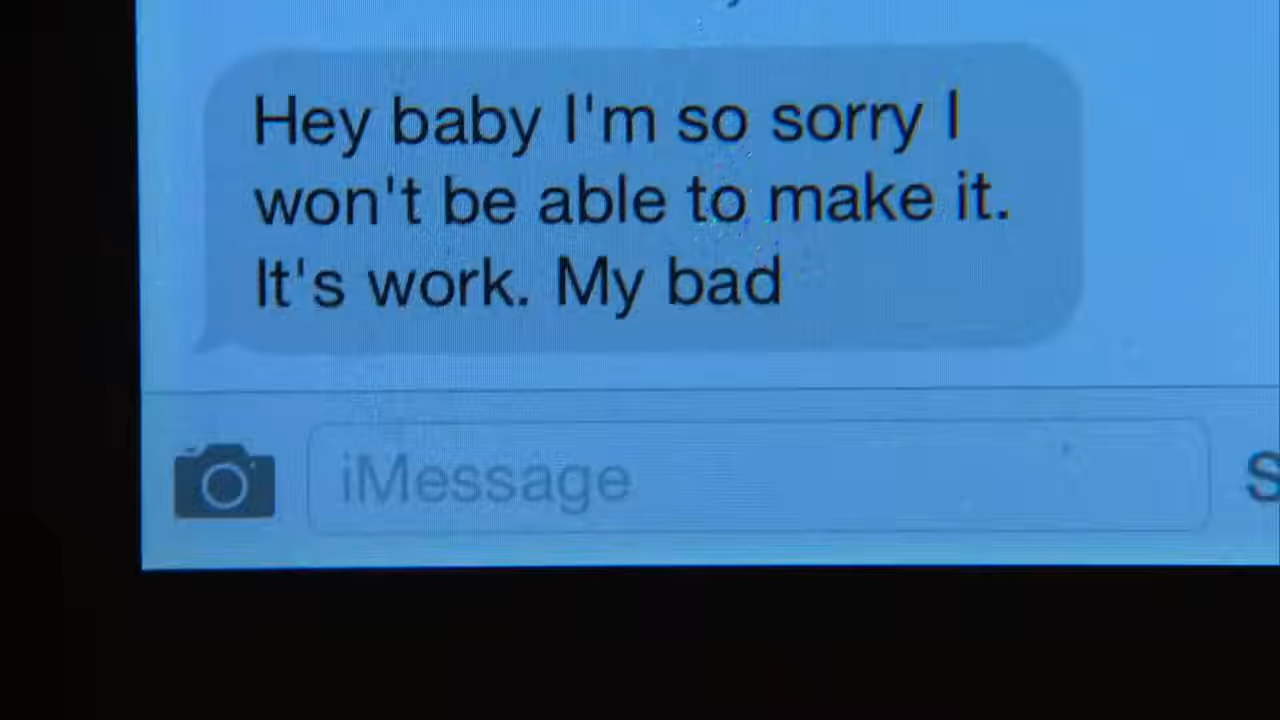 Hey baby I'm so sorry I
won't be able to make it.
It's work. My bad
iMessage